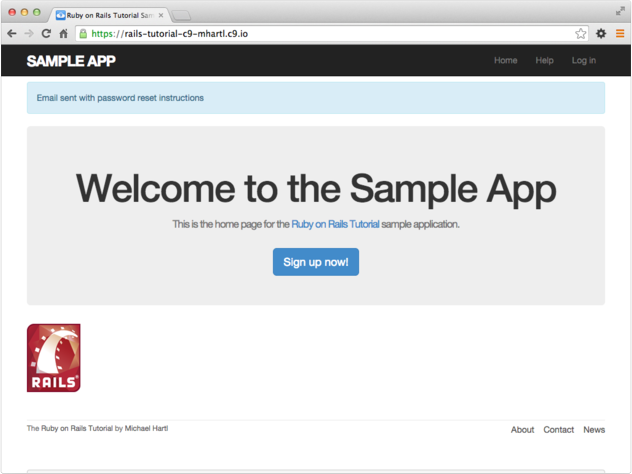 Ruby on Rails Tutorial Sam
https://rails-tutorial-c9-mhartl.c9.io
SAMPLE APP Home Help Log in
Email sent with password reset instructions
Welcome to the Sample App
This is the home page for the Ruby on Rails Tutorial sample application.
Sign up now!
RAILS
The Ruby on Rails Tutorial by Michael Hartl About Contact News